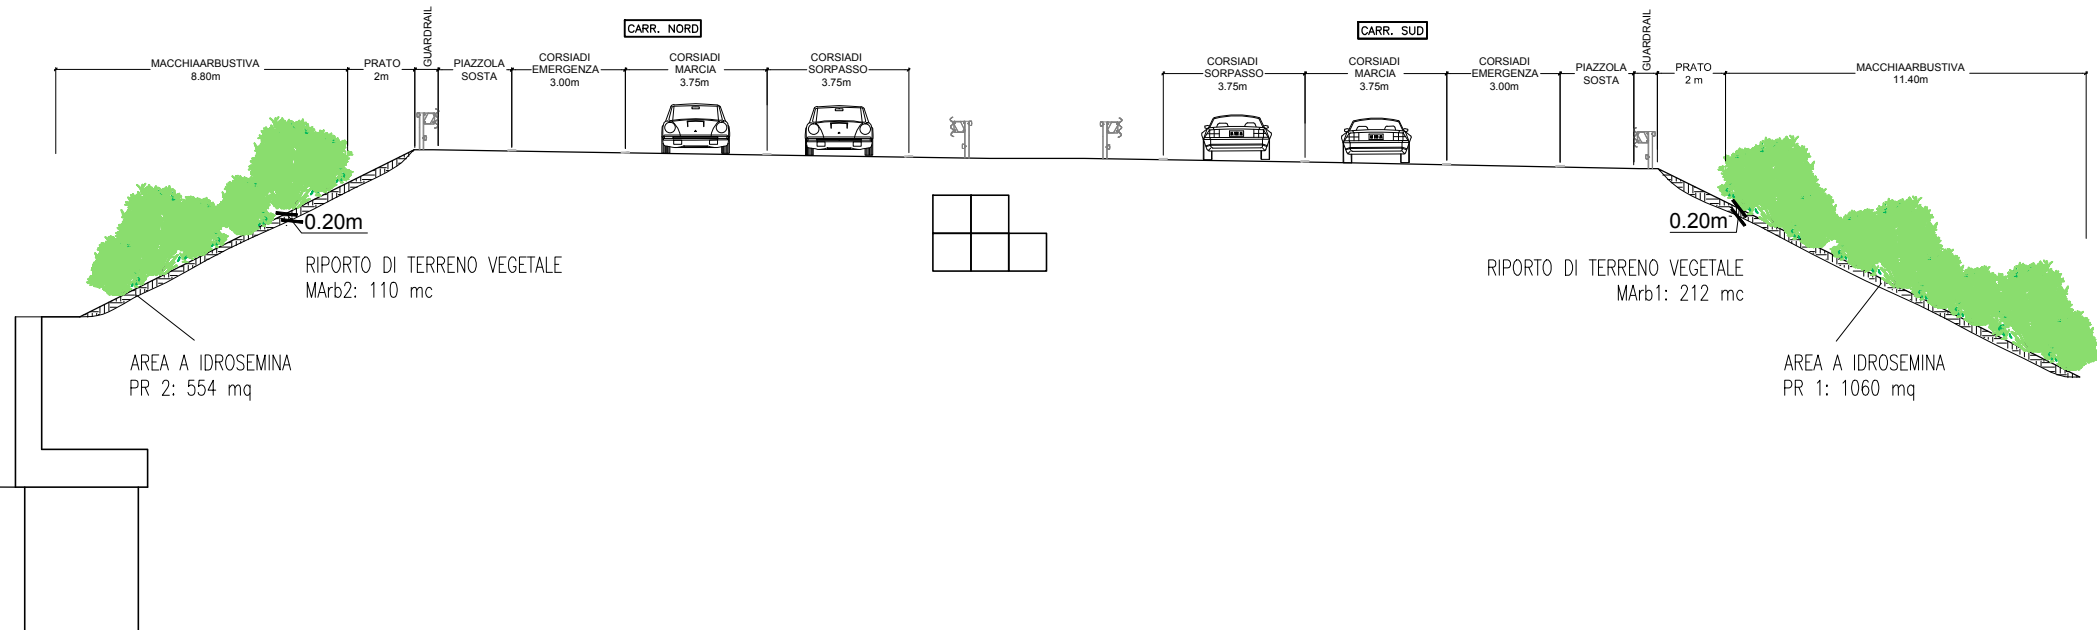 GUARDRAIL
CARR. NORD
MACCHIAARBUSTIVA
8.80m
PRATO
2m
PIAZZOLA
SOSTA
CORSIADI
EMERGENZA
3.00m
CORSIADI
MARCIA
3.75m
CORSIADI
SORPASSO
3.75m
CARR. SUD
GUARDRAIL
CORSIADI
SORPASSO
3.75m
CORSIADI
MARCIA
3.75m
CORSIADI
EMERGENZA
3.00m
PIAZZOLA
SOSTA
PRATO
2 m
MACCHIAARBUSTIVA
11.40m
0.20m
RIPORTO DI TERRENO VEGETALE
MArb2: 110 mc
AREA A IDROSEMINA
PR 2: 554 mq
0.20m
RIPORTO DI TERRENO VEGETALE
MArb1: 212 mc
AREA A IDROSEMINA
PR 1: 1060 mq